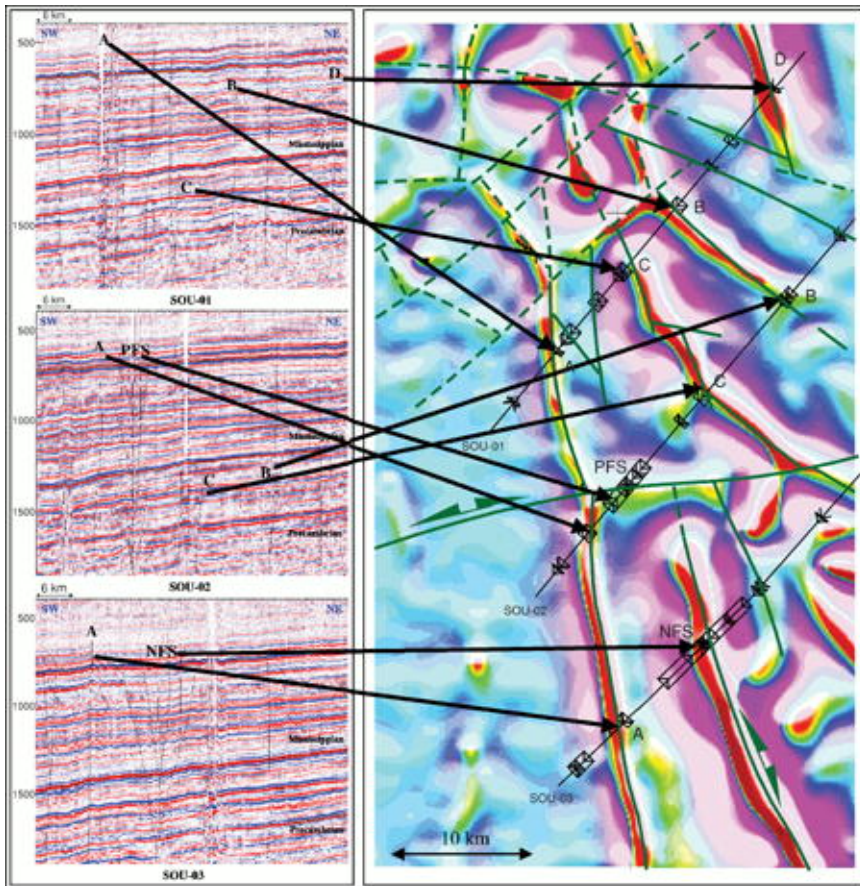 6 km
SW
A
NE
500
B
D
1000
Mississippian
C
1500
Precambrian
SOU-01
6 km
SW
NE
500
A
PFS
1000
Mississippian
B
C
1500
Precambrian
SOU-02
6 km
SW
NE
A
NFS
1000
Mississippian
1500
Precambrian
SOU-03
D
B
C
B
A
C
SOU-01
PFS
SOU-02
NFS
A
SOU-03
10 km